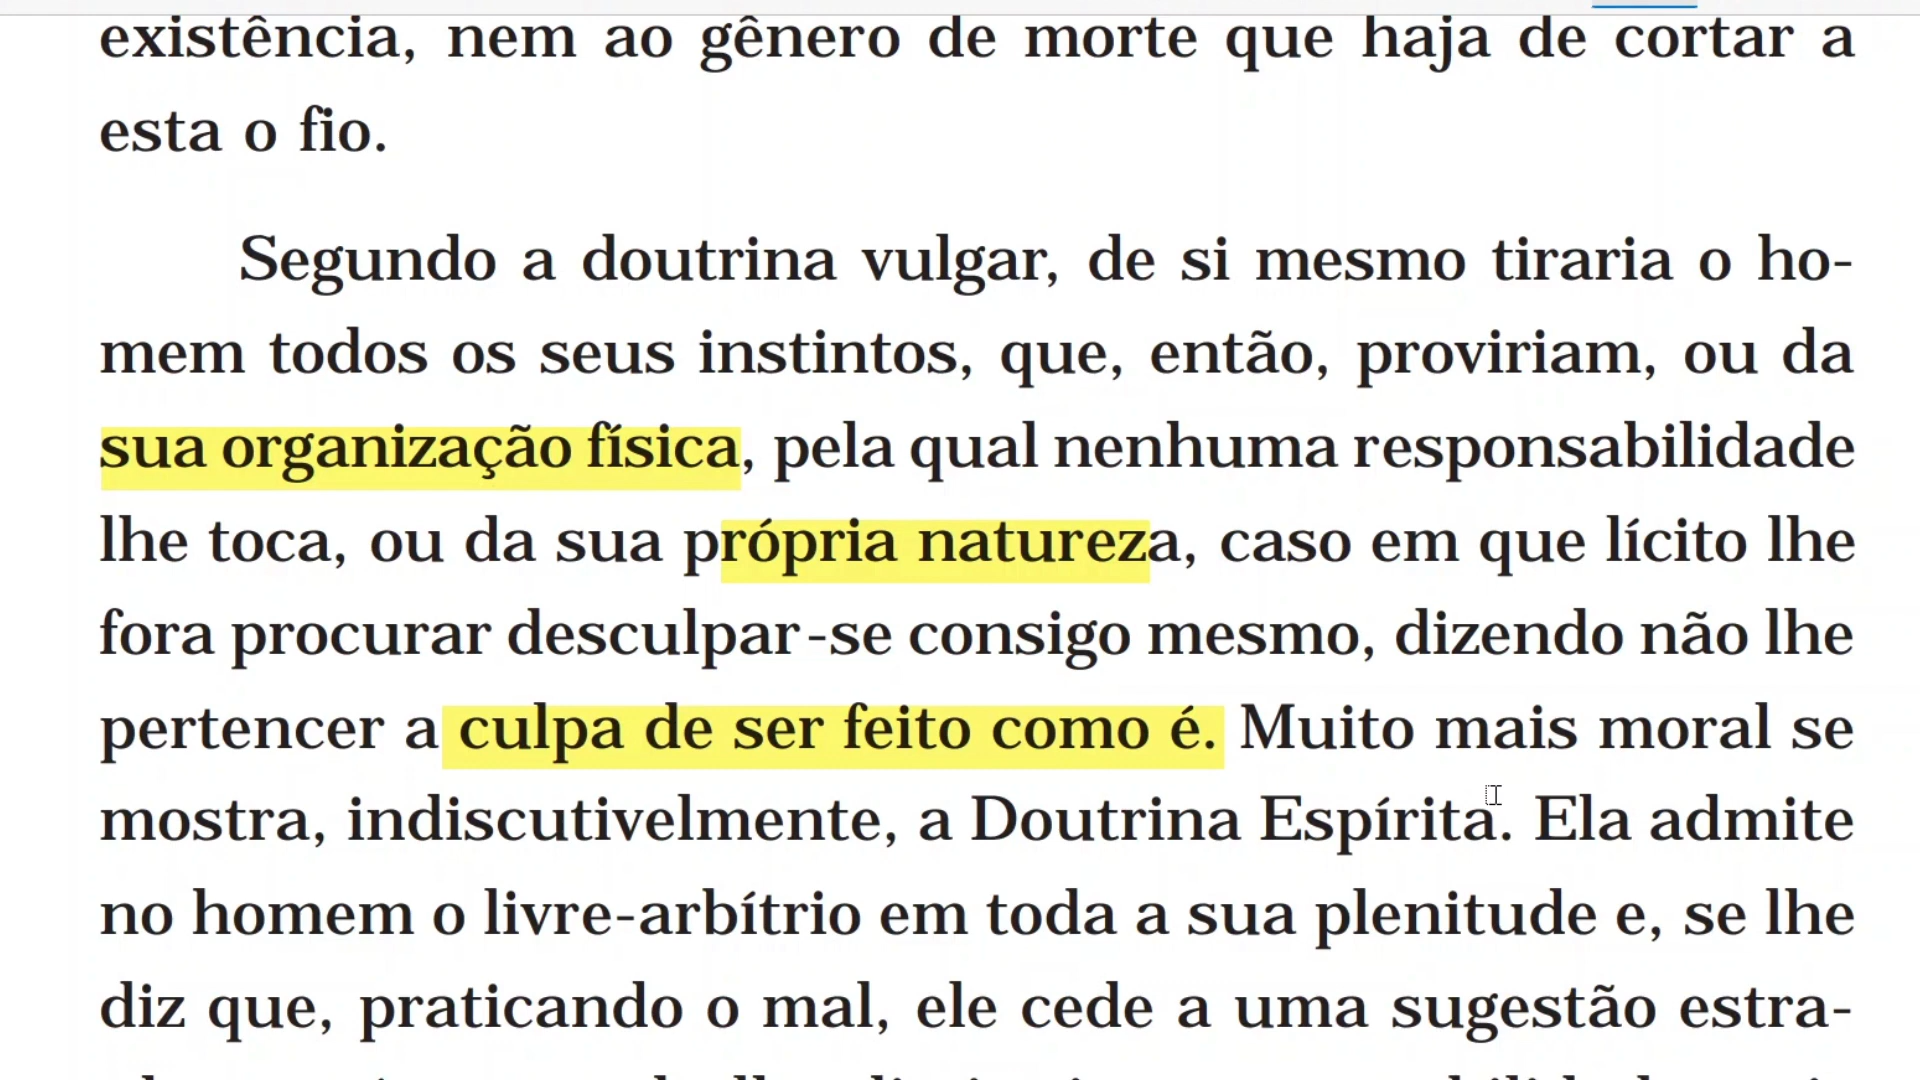 existência, nem ao gênero de morte que haja de cortar a
esta o fio.
Segundo a doutrina vulgar, de si mesmo tiraria o ho-
mem todos os seus instintos, que, então, proviriam, ou da
sua organização física, pela qual nenhuma responsabilidade
lhe toca, ou da sua própria natureza, caso em que lícito lhe
fora procurar desculpar-se consigo mesmo, dizendo não lhe
pertencer a culpa de ser feito como é. Muito mais moral se
mostra, indiscutivelmente, a Doutrina Espírita. Ela admite
no homem o livre-arbítrio em toda a sua plenitude e, se lhe
diz que, praticando o mal, ele cede a uma sugestão estra-